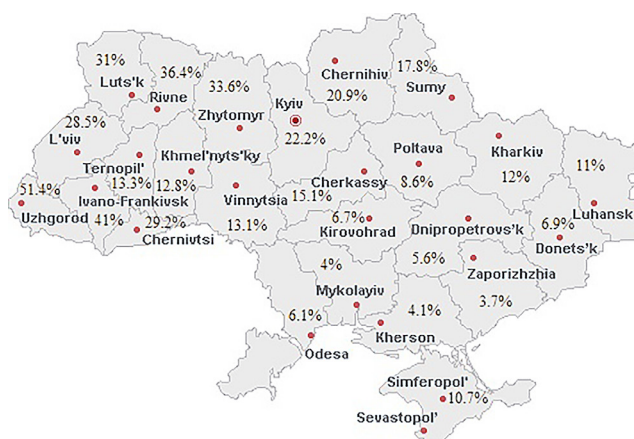 31%
36.4%
33.6%
Chernihiv
17.8%
Luts'k
Rivne
Kyiv
20.9%
Sumy
28.5%
Zhytomyr
22.2%
L'viv
Ternopil'
Khmel'nyts'ky
Poltava
Kharkiv
11%
51.4%
13.3%
12.8%
Cherkassy
8.6%
12%
Uzhgorod
Ivano-Frankivsk
Vinnytsia
15.1%
Luhansk
41%
29.2%
13.1%
6.7%
Dnipropetrovs'k
6.9%
Chernivtsi
Kirovohrad
Donets'k
4%
5.6%
Zaporizhzhia
Mykolayiv
3.7%
6.1%
4.1%
Odesa
Kherson
Simferopol'
10.7%
Sevastopol'